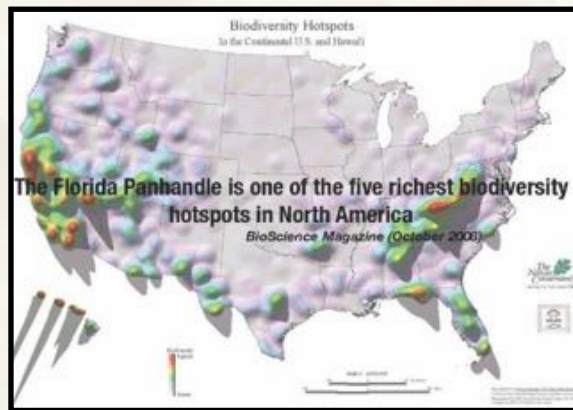 Biodiversity Hotspots
In the Continental U.S. and Hawai'i
The Florida Panhandle is one of the five richest biodiversity
hotspots in North America
BioScience Magazine (October 2006)
The
Nature
Conservancy